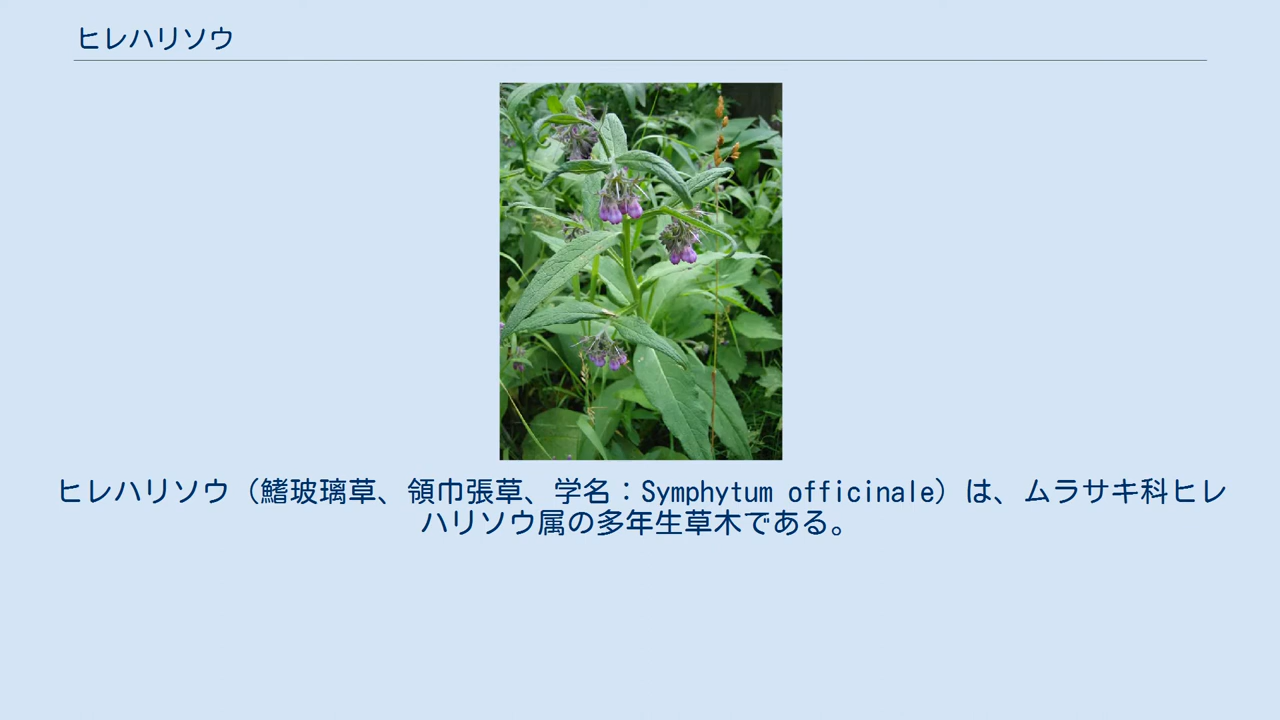 ヒレハリソウ
ヒレハリソウ（鰭玻璃草、領巾張草、学名：Symphytum officinale）は、ムラサキ科ヒレ
ハリソウ属の多年生草木である。